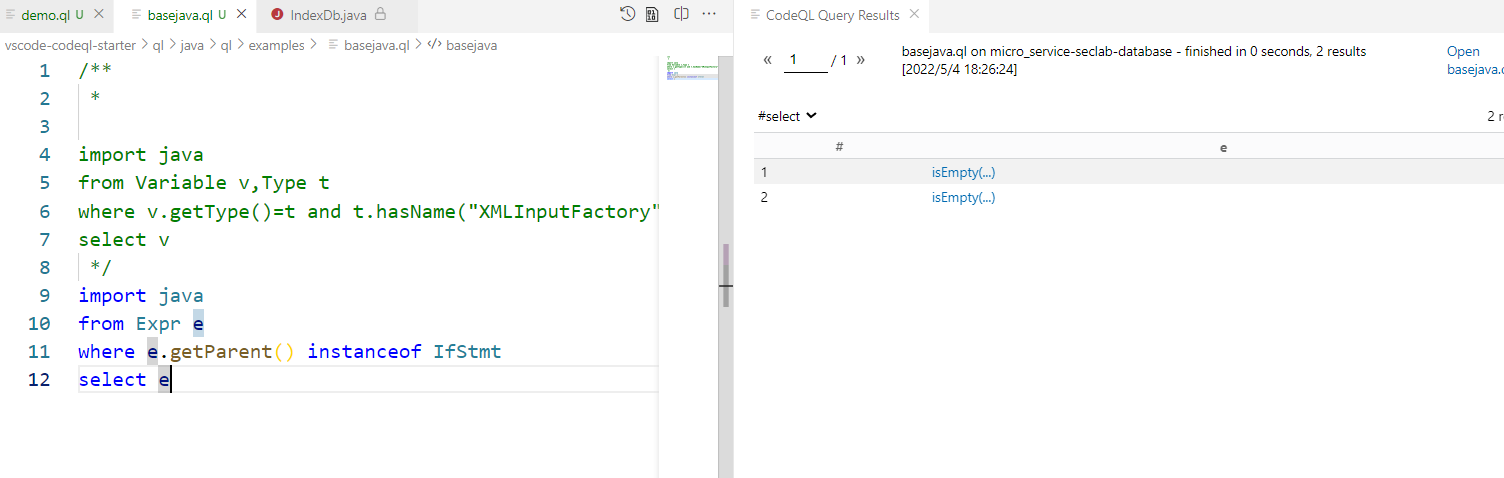 demo.ql U
basejava.ql U
IndexDb.java
vscode-codeql-starter > ql > java > ql > examples > basejava.ql > basejava
1 /**
2 *
3
4 import java
5 from Variable v,Type t
6 where v.getType()=t and t.hasName("XMLInputFactory"
7 select v
8 */
9 import java
10 from Expr e
11 where e.getParent() instanceof IfStmt
12 select e
CodeQL Query Results
« 1 / 1 »
basejava.ql on micro_service-seclab-database - finished in 0 seconds, 2 results
[2022/5/4 18:26:24]
Open
basejava.
#select
2 r
# e
1 isEmpty(...)
2 isEmpty(...)